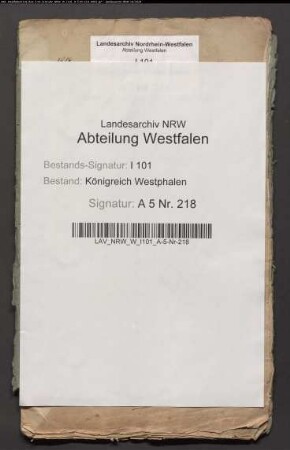 Landesarchiv Nordrhein-Westfalen
Abteilung Westfalen
I 101
Landesarchiv NRW
Abteilung Westfalen
Bestands-Signatur: I 101
Bestand: Königreich Westphalen
Signatur: A 5 Nr. 218
LAV_NRW_W_I101_A-5-Nr-218